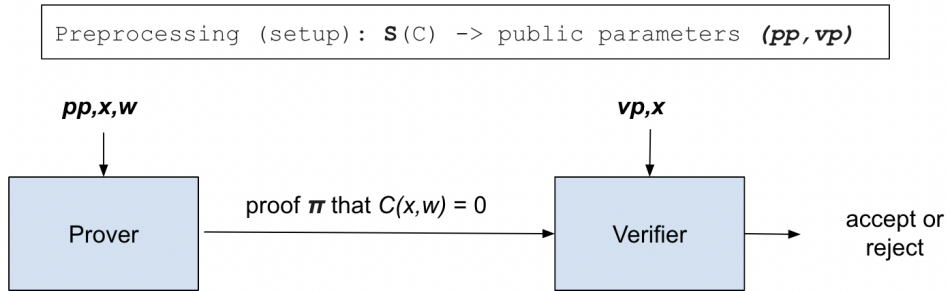 Preprocessing (setup): S(C) -> public parameters (pp,vp)
pp,x,w
vp,x
proof π that C(x,w) = 0
Prover
Verifier
accept or
reject